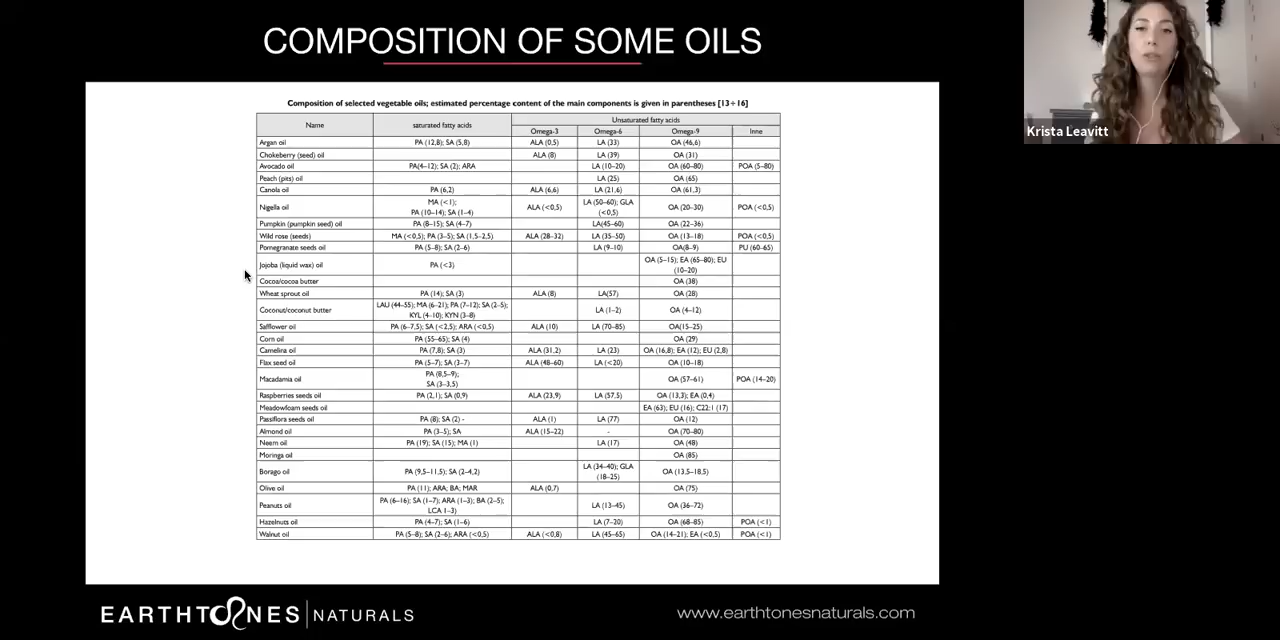 COMPOSITION OF SOME OILS
Krista Leavitt
Composition of selected vegetable oils; estimated percentage content of the main components is given in parentheses [13÷16]
Name saturated fatty acids Unsaturated fatty acids
Omega-3 Omega-6 Omega-9 Inne
Argan oil PA (12,8); SA (5,8) ALA (0,5) LA (33) OA (46,6)
Chokeberry (seed) oil ALA (8) LA (39) OA (31)
Avocado oil PA(4–12); SA (2); ARA LA (10–20) OA (60–80) POA (5–80)
Peach (pits) oil LA (25) OA (65)
Canola oil PA (6,2) ALA (6,6) LA (21,6) OA (61,3)
Nigella oil MA (<1); PA (10–14); SA (1–4) ALA (<0,5) LA (50–60); GLA (<0,5) OA (20–30) POA (<0,5)
Pumpkin (pumpkin seed) oil PA (8–15); SA (4–7) LA(45–60) OA (22–36)
Wild rose (seeds) MA (<0,5); PA (3–5); SA (1,5–2,5) ALA (28–32) LA (35–50) OA (13–18) POA (<0,5)
Pomegranate seeds oil PA (5–8); SA (2–6) LA (9–10) OA(8–9) PU (60–65)
Jojoba (liquid wax) oil PA (<3) OA (5–15); EA (65–80); EU (10–20)
Cocoa/cocoa butter OA (38)
Wheat sprout oil PA (14); SA (3) ALA (8) LA(57) OA (28)
Coconut/coconut butter LAU (44–55); MA (6–21); PA (7–12); SA (2–5); KYL (4–10); KYN (3–8) LA (1–2) OA (4–12)
Safflower oil PA (6–7,5); SA (<2,5); ARA (<0,5) ALA (10) LA (70–85) OA(15–25)
Corn oil PA (55–65); SA (4) OA (29)
Camelina oil PA (7,8); SA (3) ALA (31,2) LA (23) OA (16,8); EA (12); EU (2,8)
Flax seed oil PA (5–7); SA (3–7) ALA (48–60) LA (<20) OA (10–18)
Macadamia oil PA (8,5–9); SA (3–3,5) OA (57–61) POA (14–20)
Raspberries seeds oil PA (2,1); SA (0,9) ALA (23,9) LA (57,5) OA (13,3); EA (0,4)
Meadowfoam seeds oil EA (63); EU (16); C22:1 (17)
Passiflora seeds oil PA (8); SA (2) - ALA (1) LA (77) OA (12)
Almond oil PA (3–5); SA ALA (15–22) - OA (70–80)
Neem oil PA (19); SA (15); MA (1) LA (17) OA (48)
Moringa oil OA (85)
Borago oil PA (9,5–11,5); SA (2–4,2) LA (34–40); GLA (18–25) OA (13,5–18,5)
Olive oil PA (11); ARA; BA; MAR ALA (0,7) OA (75)
Peanuts oil PA (6–16); SA (1–7); ARA (1–3); BA (2–5); LCA 1–3) LA (13–45) OA (36–72)
Hazelnuts oil PA (4–7); SA (1–6) LA (7–20) OA (68–85) POA (<1)
Walnut oil PA (5–8); SA (2–6); ARA (<0,5) ALA (<0,8) LA (45–65) OA (14–21); EA (<0,5) POA (<1)
EARTHTONES NATURALS
www.earthtonesnaturals.com